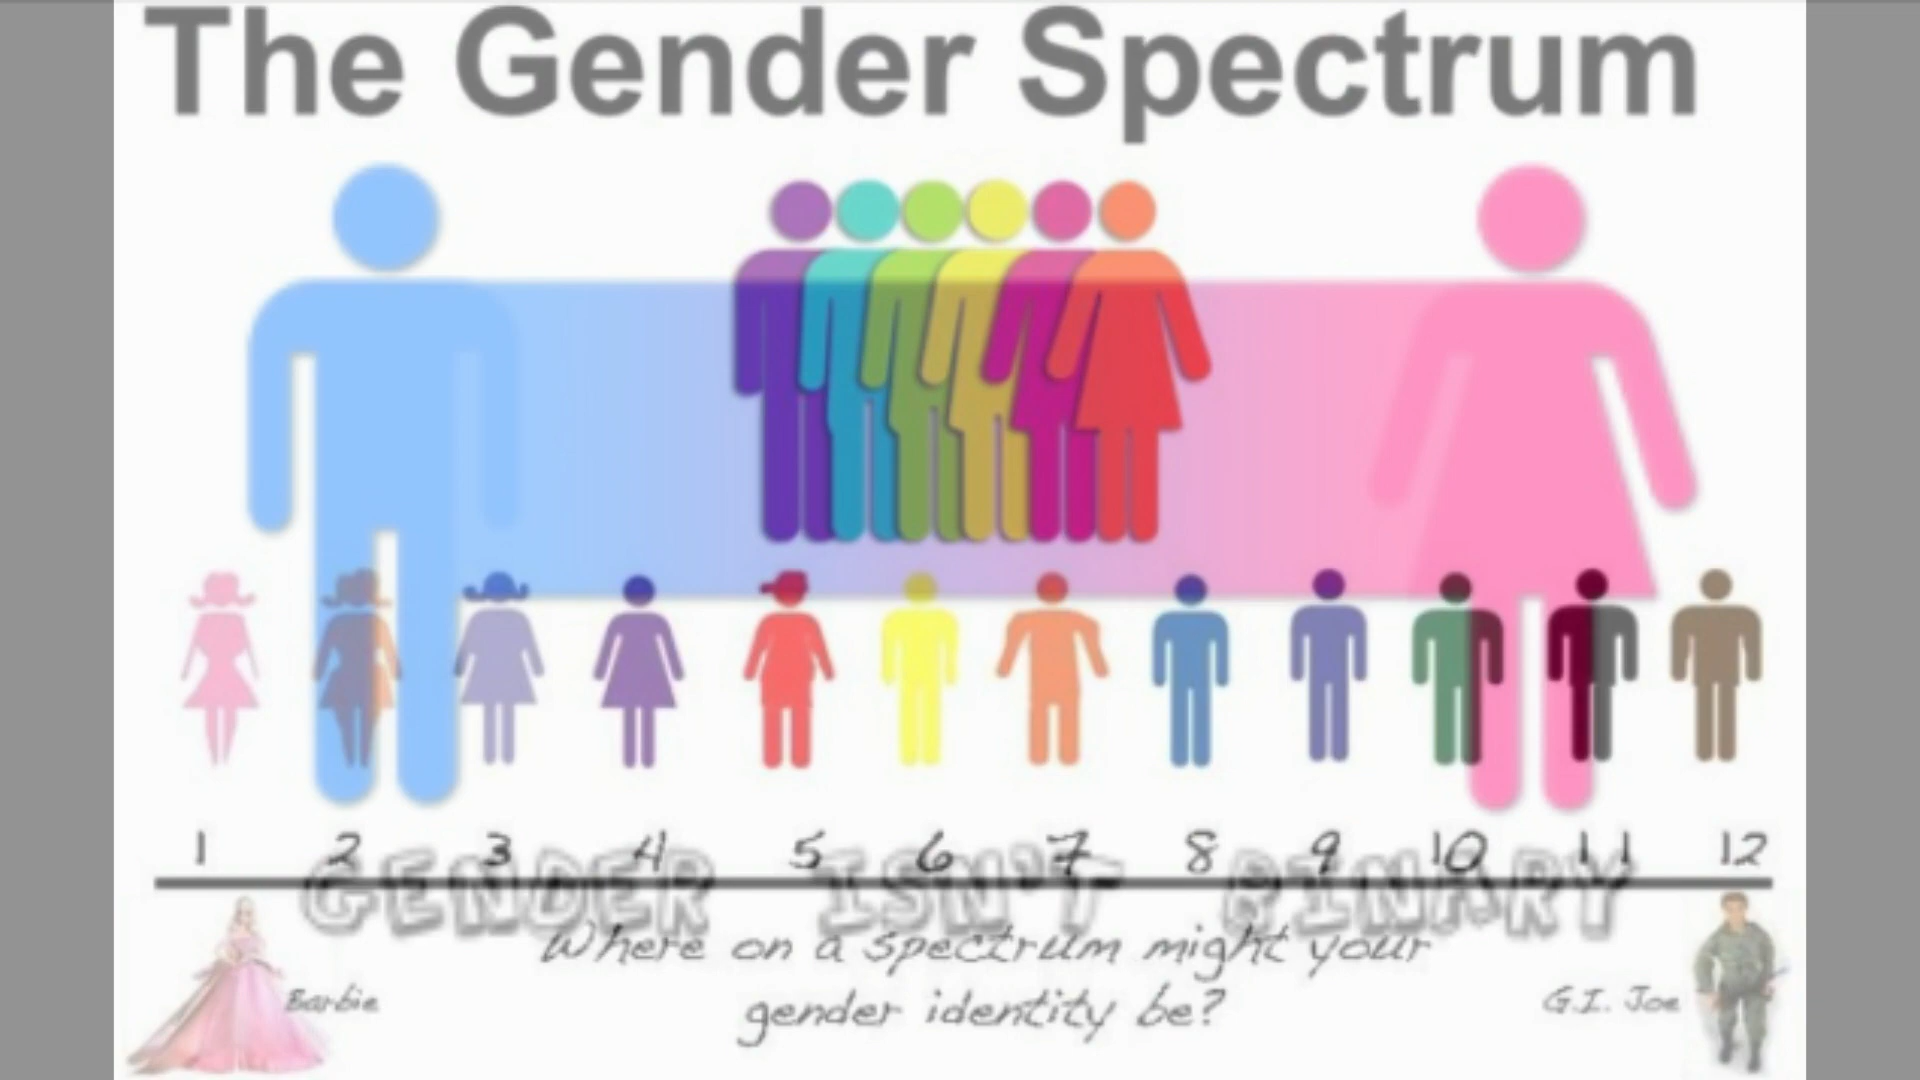 The Gender Spectrum
1 2 3 4 5 6 7 8 9 10 11 12
GENDER ISN'T BINARY
Where on a spectrum might your
gender identity be?
Barbie
G.I. Joe